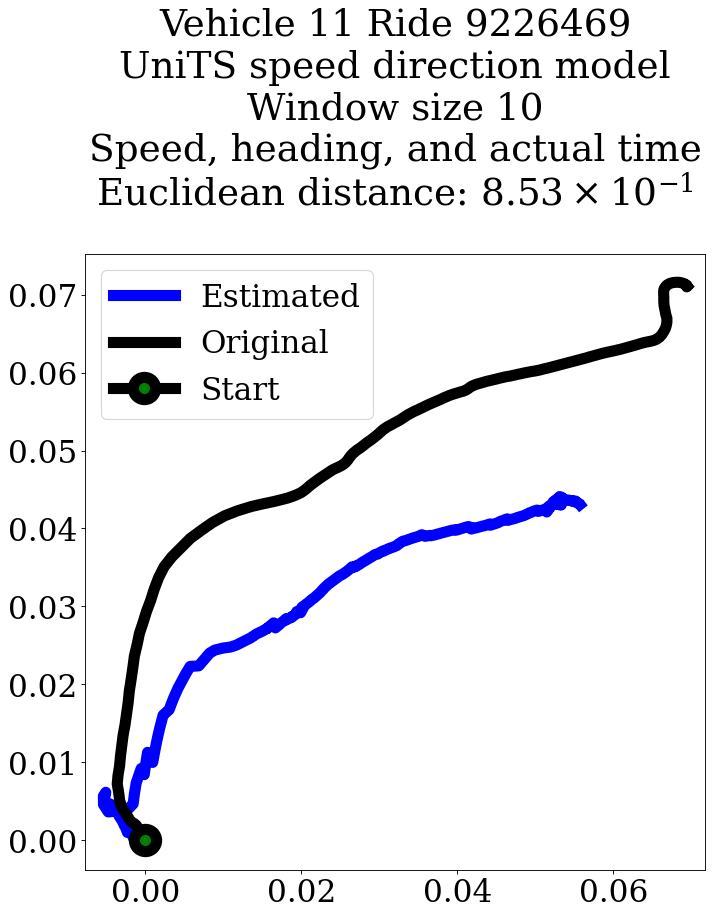 Vehicle 11 Ride 9226469
UniTS speed direction model
Window size 10
Speed, heading, and actual time
Euclidean distance: 8.53 × 10⁻¹
Estimated
Original
Start
0.07
0.06
0.05
0.04
0.03
0.02
0.01
0.00
0.00 0.02 0.04 0.06